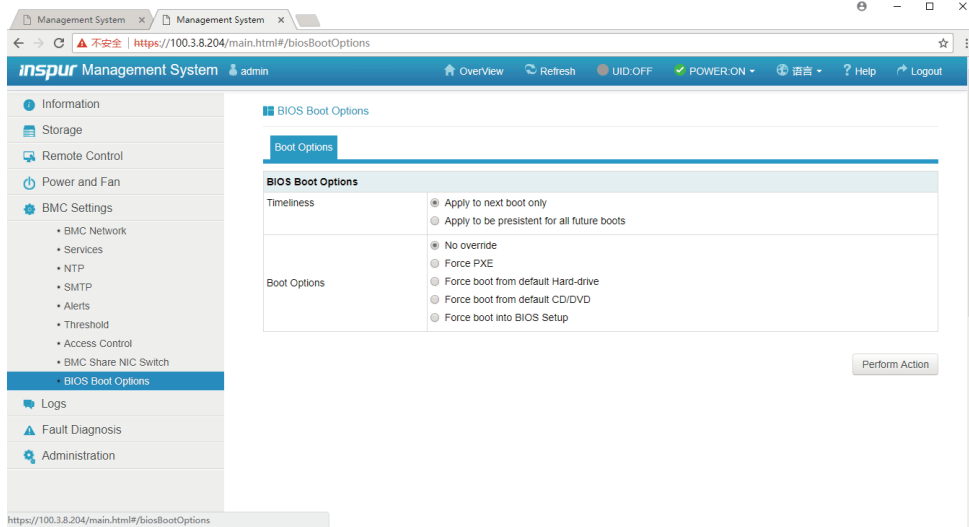 Management System × Management System ×
不安全 | https://100.3.8.204/main.html#/biosBootOptions
inspur Management System admin OverView Refresh UID:OFF POWER:ON 语言 ? Help Logout
Information
Storage
Remote Control
Power and Fan
BMC Settings
• BMC Network
• Services
• NTP
• SMTP
• Alerts
• Threshold
• Access Control
• BMC Share NIC Switch
• BIOS Boot Options
Logs
Fault Diagnosis
Administration
BIOS Boot Options
Boot Options
BIOS Boot Options
Timeliness
Apply to next boot only
Apply to be presistent for all future boots
Boot Options
No override
Force PXE
Force boot from default Hard-drive
Force boot from default CD/DVD
Force boot into BIOS Setup
Perform Action
https://100.3.8.204/main.html#/biosBootOptions